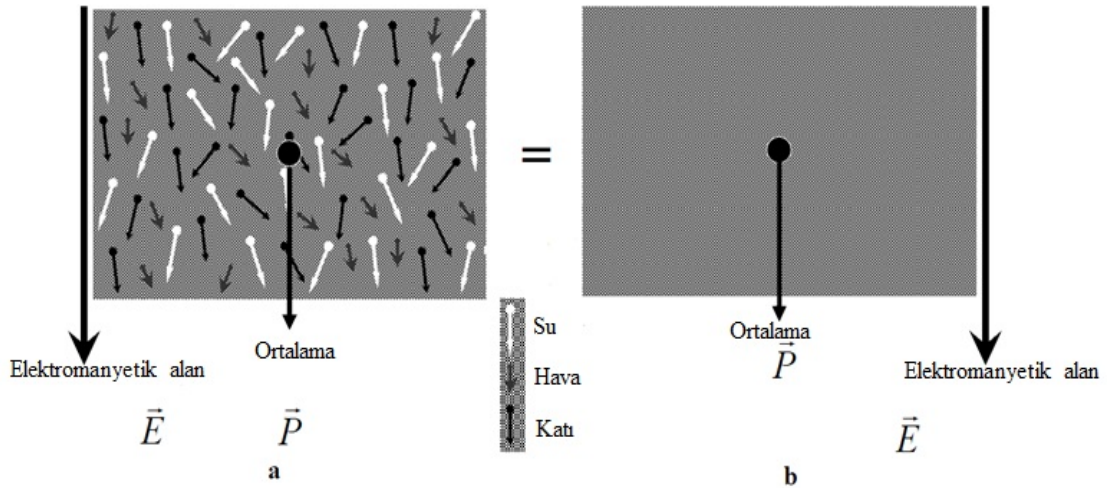 =
Elektromanyetik alan
Ortalama
E⃗
P⃗
a
Su
Hava
Katı
Ortalama
P⃗
Elektromanyetik alan
E⃗
b